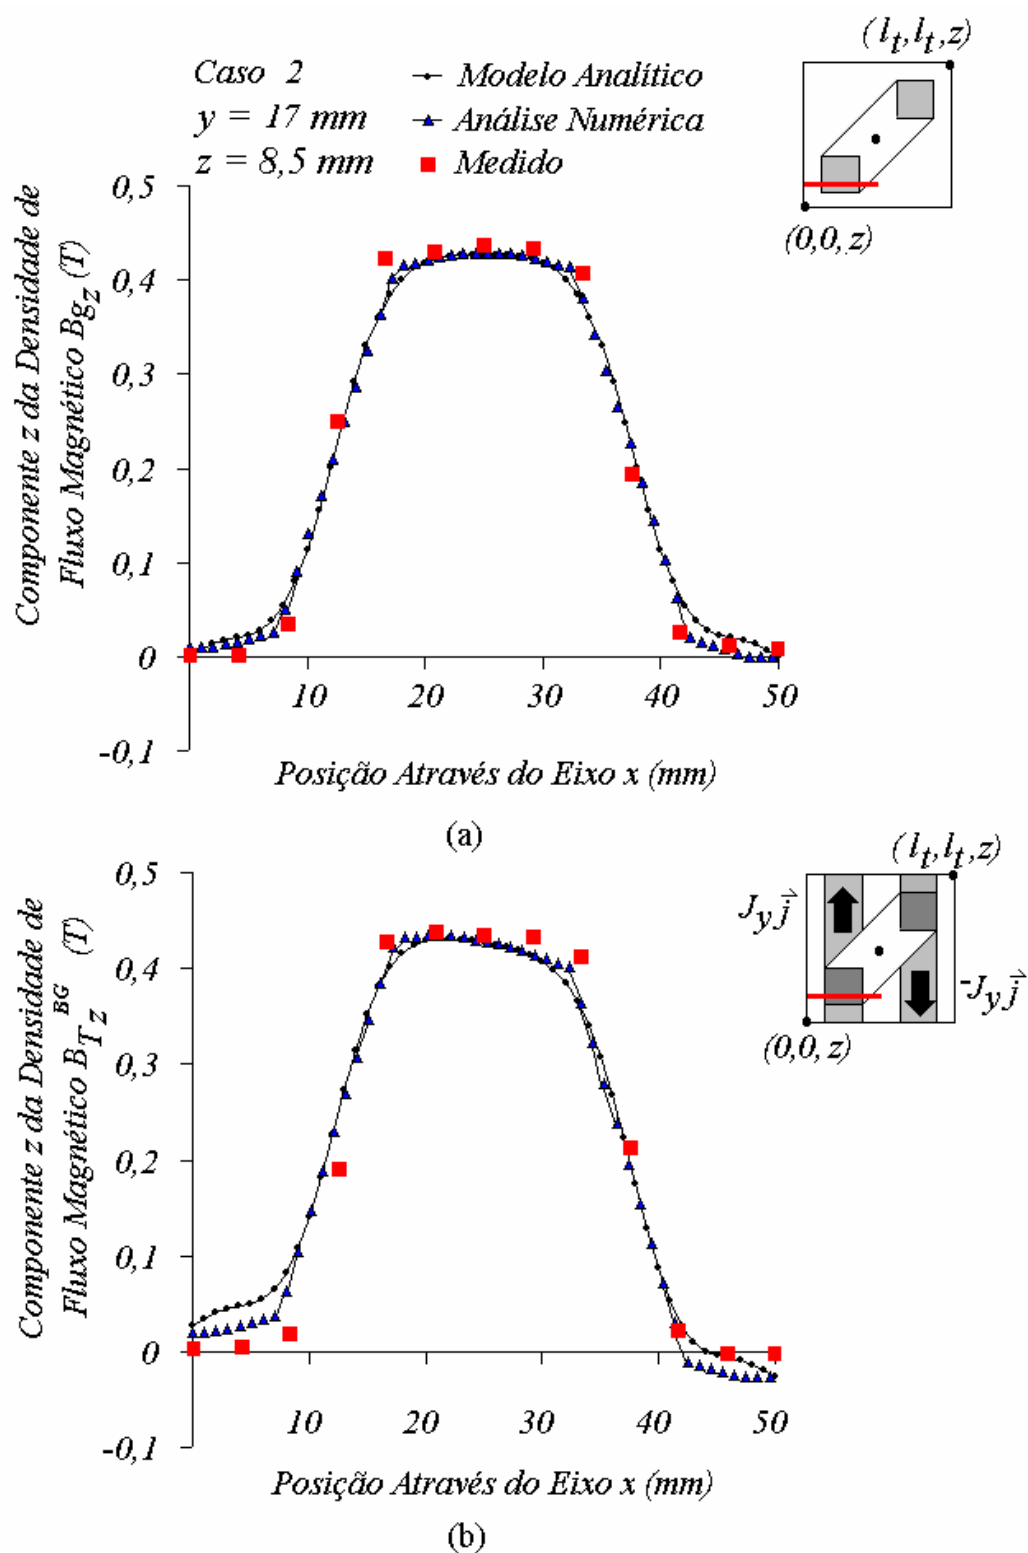 (l_t, l_t, z)
Caso 2
y = 17 mm
z = 8,5 mm
Modelo Analítico
Análise Numérica
Medido
(0,0, z)
Componente z da Densidade de
Fluxo Magnético B_{g_z} (T)
0,5
0,4
0,3
0,2
0,1
0
-0,1
10
20
30
40
50
Posição Através do Eixo x (mm)
(a)
(l_t, l_t, z)
J_y j⃗
-J_y j⃗
(0,0, z)
Componente z da Densidade de
Fluxo Magnético B_{T_z}^{BG} (T)
0,5
0,4
0,3
0,2
0,1
0
-0,1
10
20
30
40
50
Posição Através do Eixo x (mm)
(b)